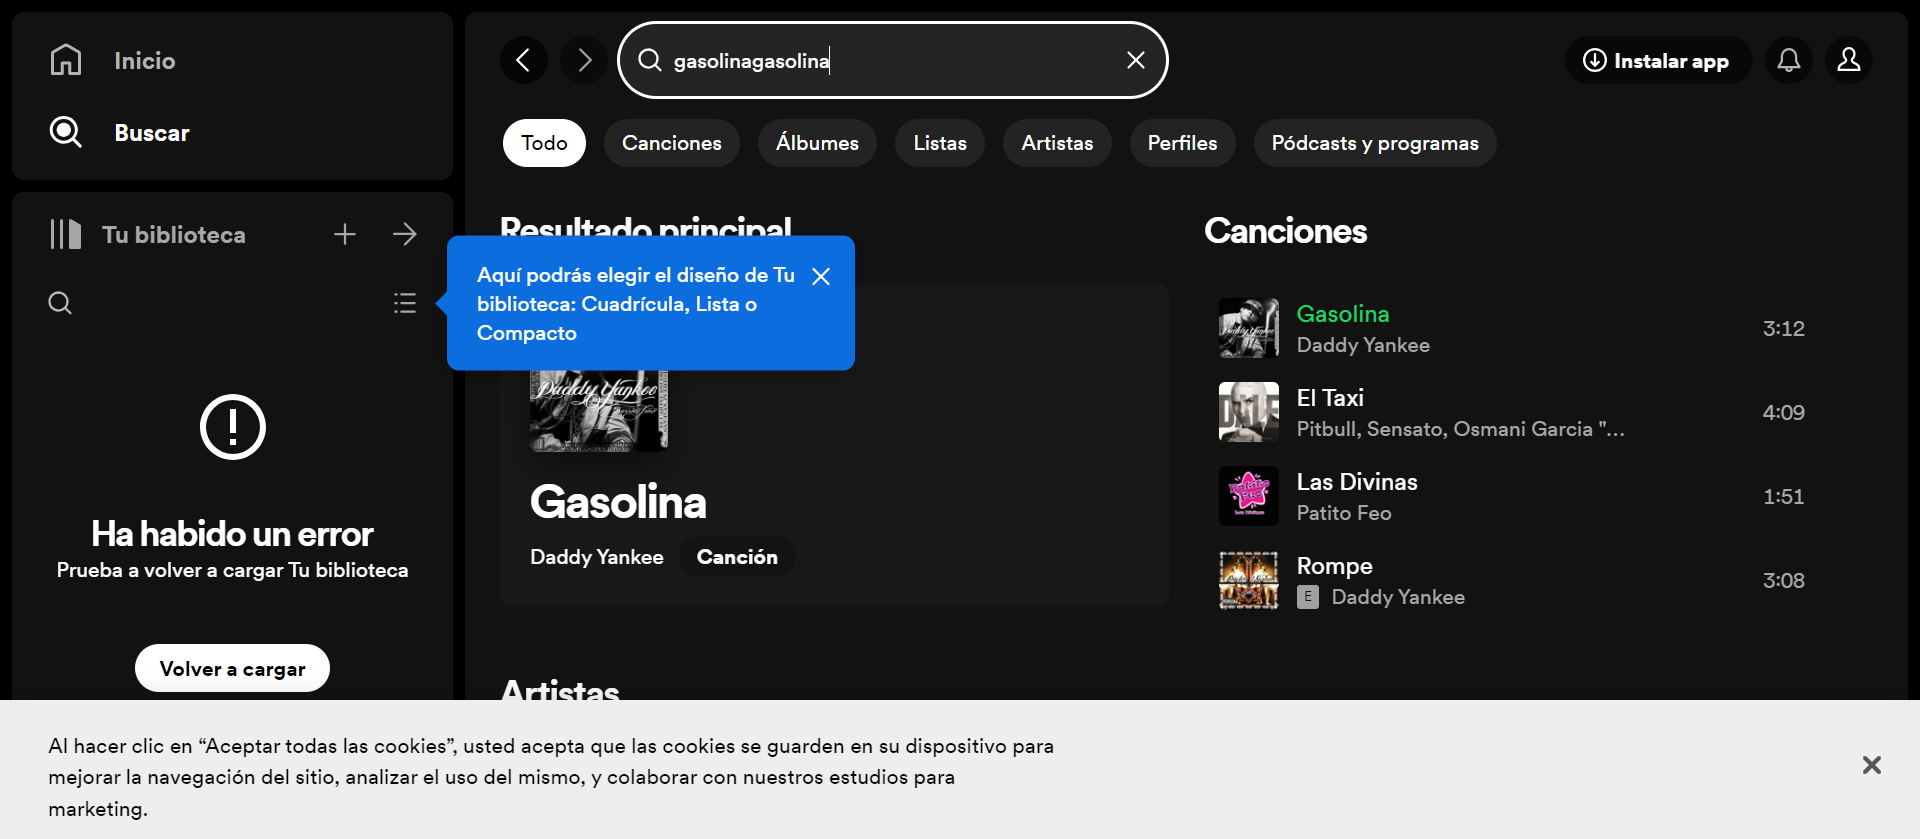 Inicio
Buscar
Tu biblioteca
Ha habido un error
Prueba a volver a cargar Tu biblioteca
Volver a cargar
gasolinagasolina
Instalar app
Todo
Canciones
Álbumes
Listas
Artistas
Perfiles
Pódcasts y programas
Resultado principal
Aquí podrás elegir el diseño de Tu
biblioteca: Cuadrícula, Lista o
Compacto
Daddy Yankee
Gasolina
Daddy Yankee
Canción
Canciones
Gasolina
Daddy Yankee
3:12
El Taxi
Pitbull, Sensato, Osmani Garcia "...
4:09
Las Divinas
Patito Feo
1:51
Rompe
E Daddy Yankee
3:08
Artistas
Al hacer clic en “Aceptar todas las cookies”, usted acepta que las cookies se guarden en su dispositivo para
mejorar la navegación del sitio, analizar el uso del mismo, y colaborar con nuestros estudios para
marketing.